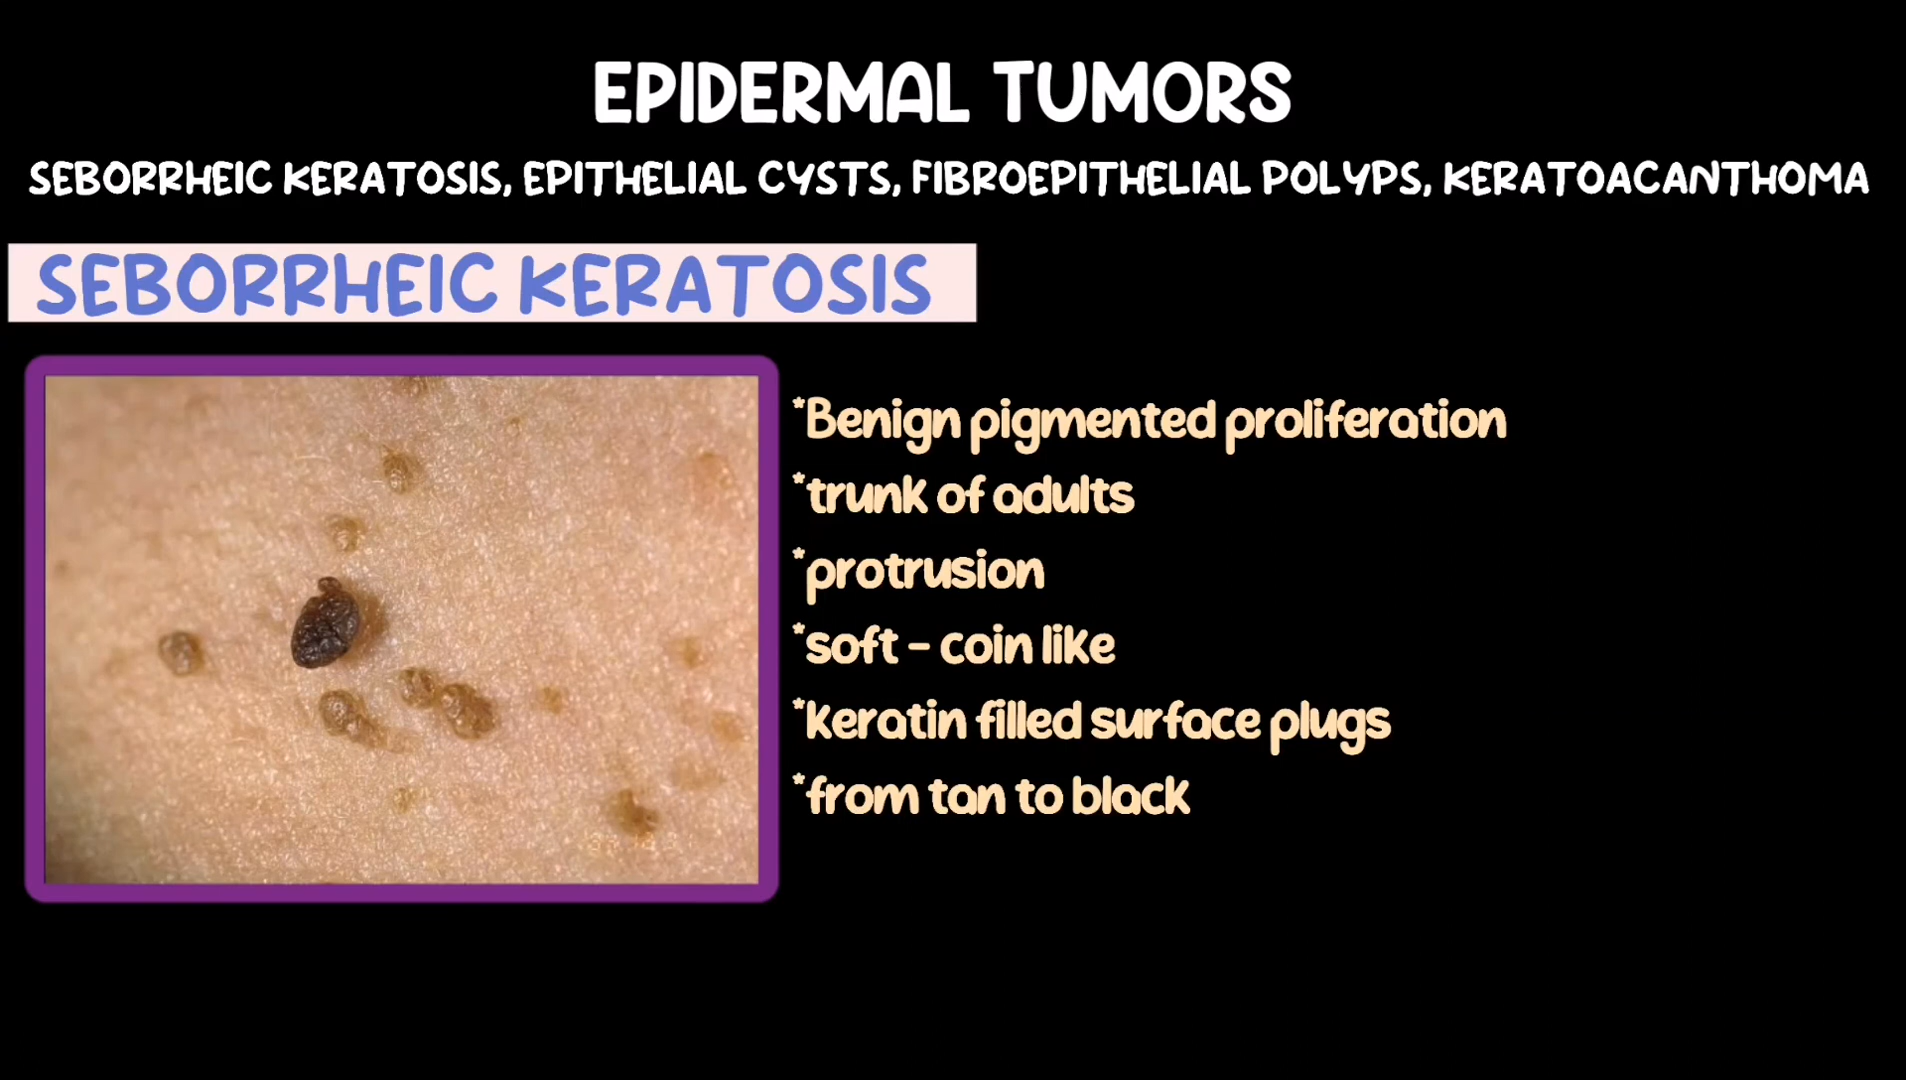 EPIDERMAL TUMORS
SEBORRHEIC KERATOSIS, EPITHELIAL CYSTS, FIBROEPITHELIAL POLYPS, KERATOACANTHOMA
SEBORRHEIC KERATOSIS
*Benign pigmented proliferation
*trunk of adults
*protrusion
*soft - coin like
*keratin filled surface plugs
*from tan to black